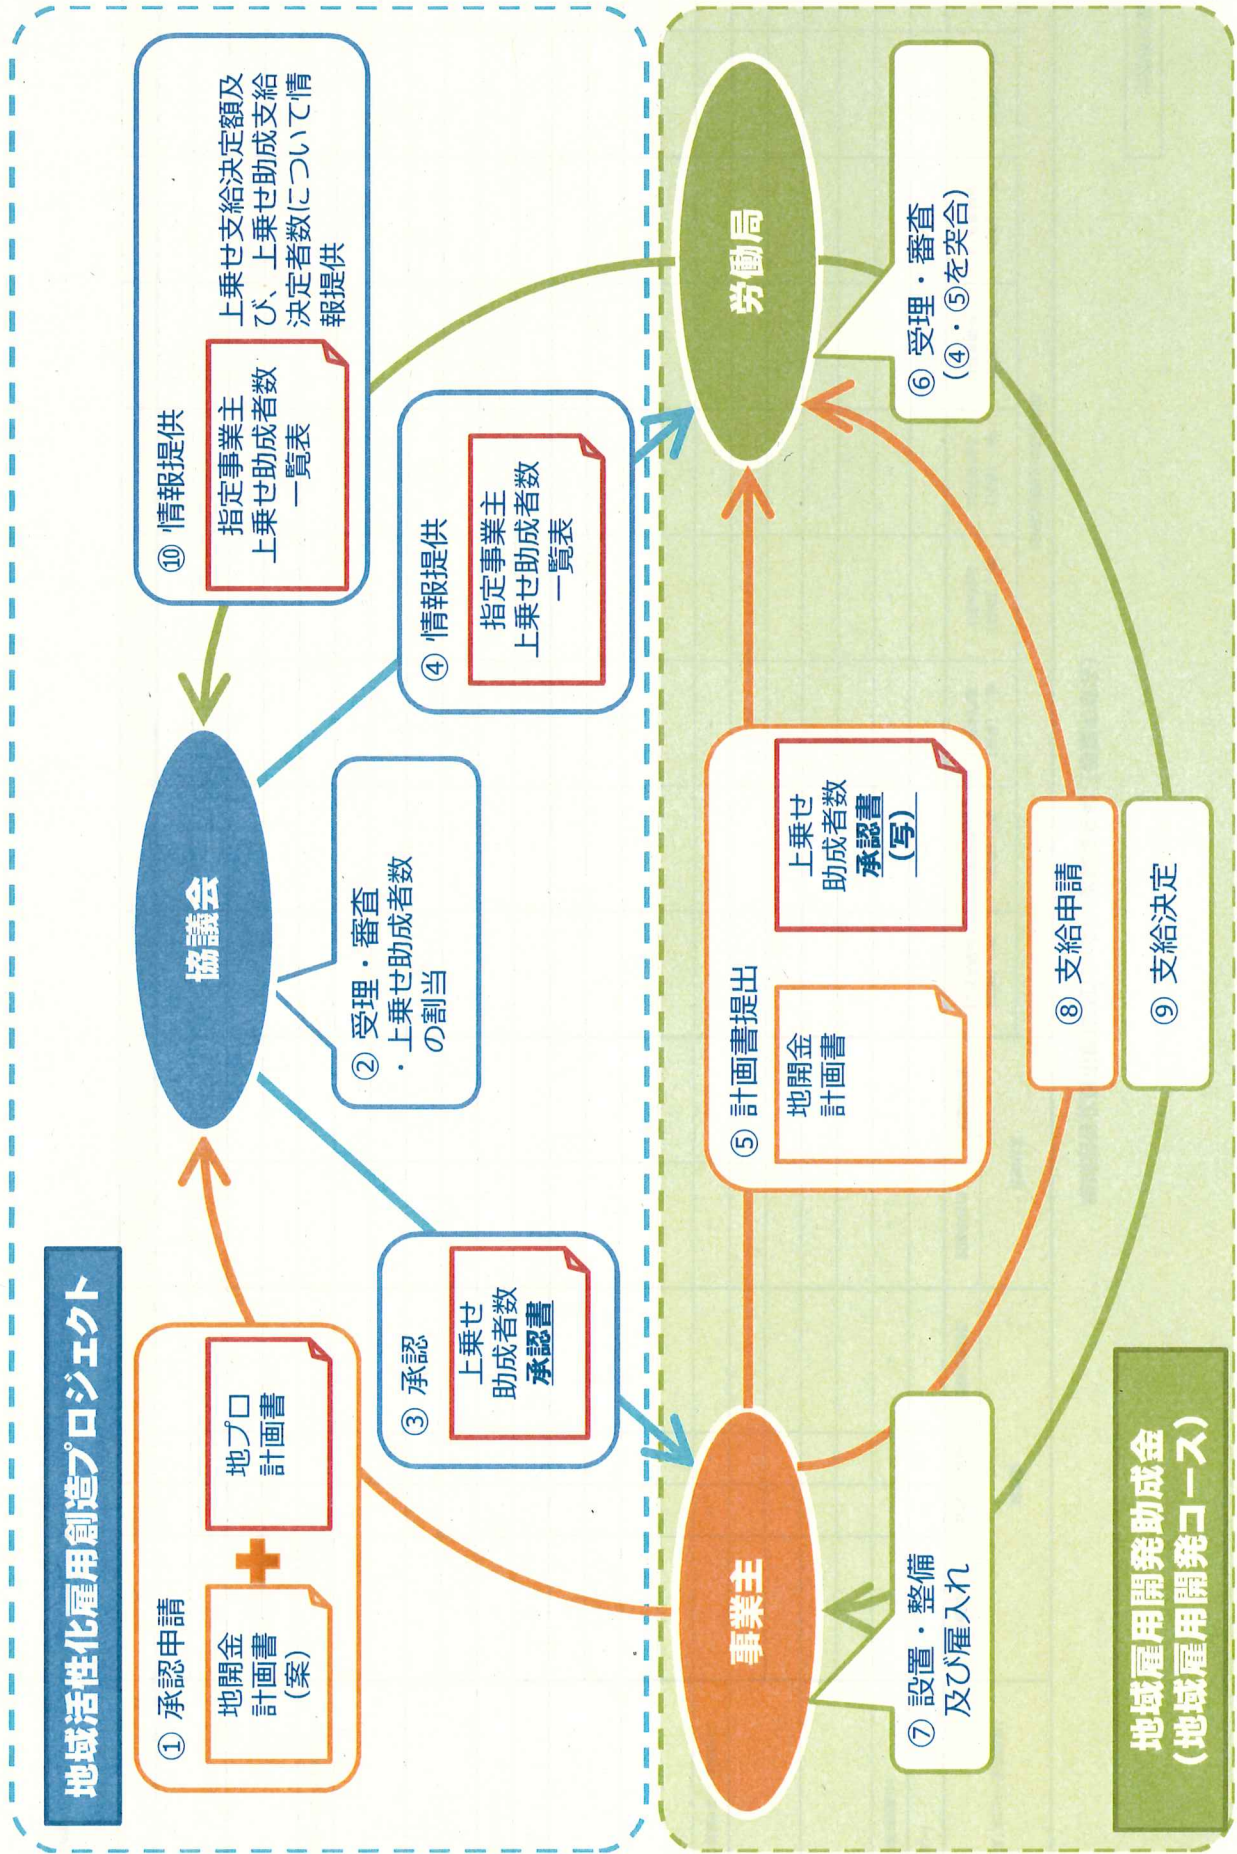 地域活性化雇用創造プロジェクト
① 承認申請
地開金
計画書
（案）
地プロ
計画書
協議会
② 受理・審査
・上乗せ助成者数
の割当
③ 承認
上乗せ
助成者数
承認書
④ 情報提供
指定事業主
上乗せ助成者数
一覧表
⑩ 情報提供
指定事業主
上乗せ助成者数
一覧表
上乗せ支給決定額及
び、上乗せ助成支給
決定者数について情
報提供
事業主
労働局
⑤ 計画書提出
地開金
計画書
上乗せ
助成者数
承認書
（写）
⑥ 受理・審査
（④・⑤を突合）
⑦ 設置・整備
及び雇入れ
⑧ 支給申請
⑨ 支給決定
地域雇用開発助成金
（地域雇用開発コース）